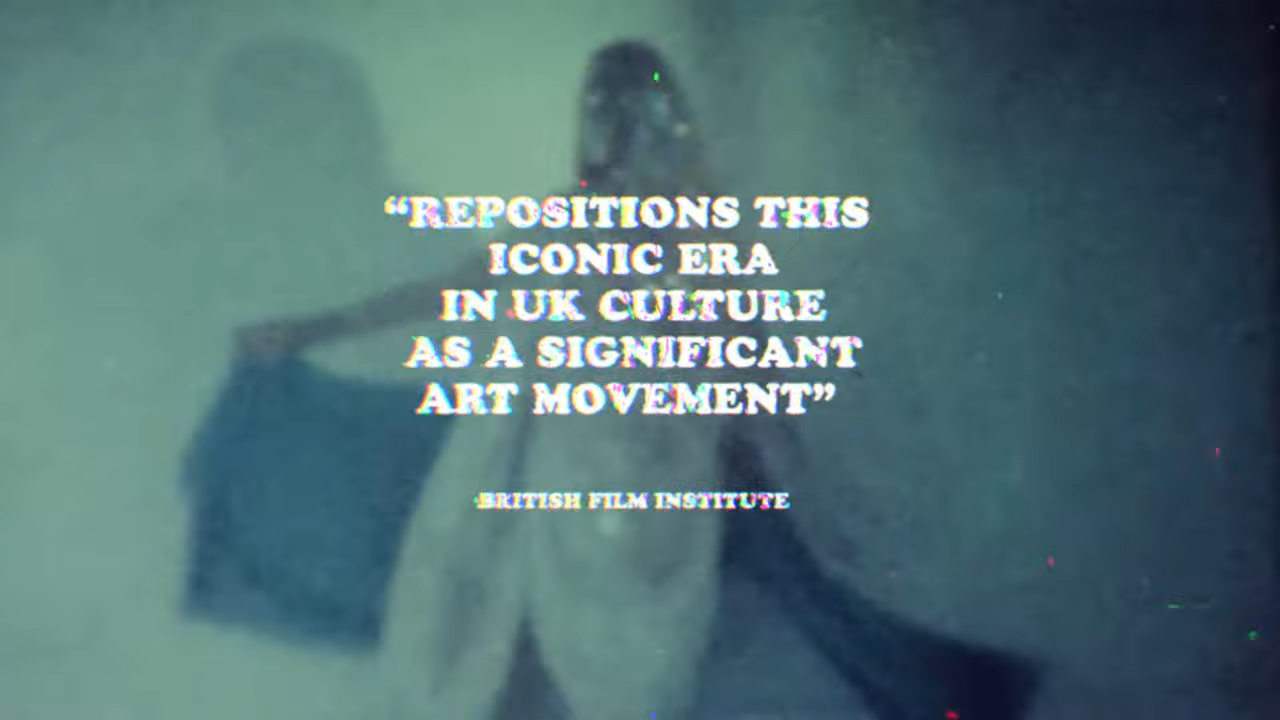 “REPOSITIONS THIS
ICONIC ERA
IN UK CULTURE
AS A SIGNIFICANT
ART MOVEMENT”
BRITISH FILM INSTITUTE